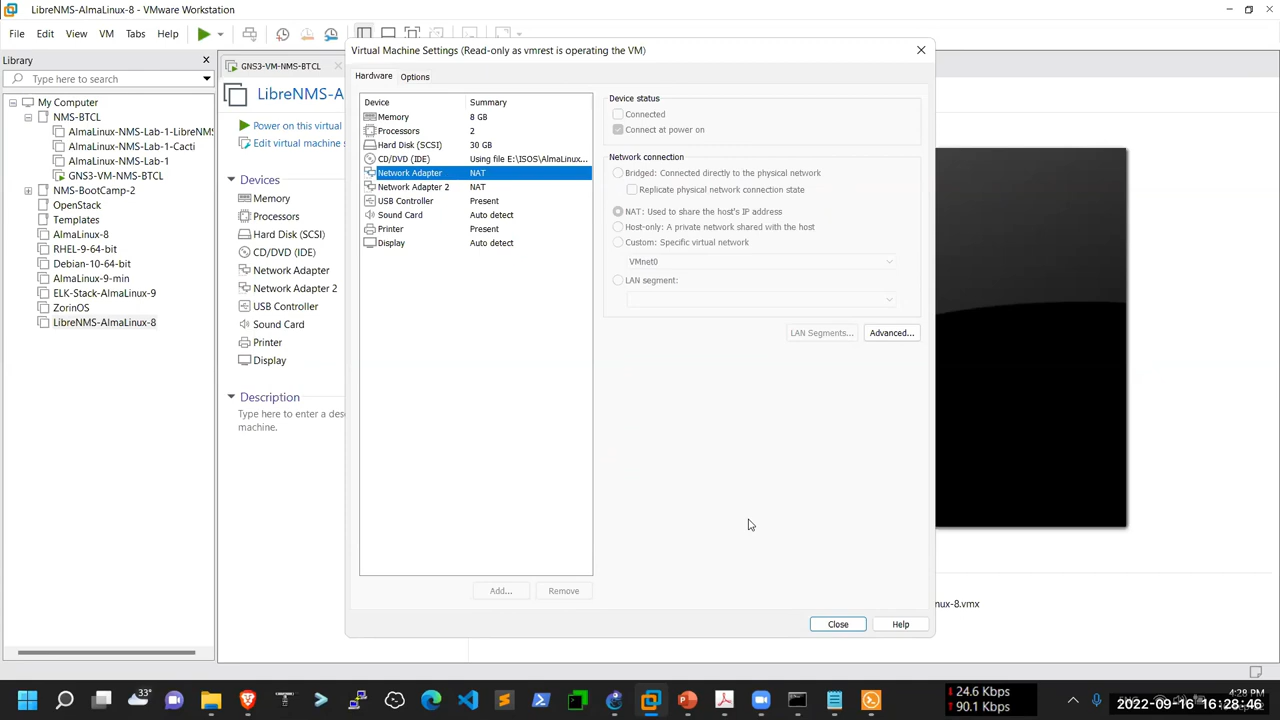 LibreNMS-AlmaLinux-8 - VMware Workstation
File Edit View VM Tabs Help
Library
Type here to search
My Computer
NMS-BTCL
AlmaLinux-NMS-Lab-1-LibreNMS
AlmaLinux-NMS-Lab-1-Cacti
AlmaLinux-NMS-Lab-1
GNS3-VM-NMS-BTCL
NMS-BootCamp-2
OpenStack
Templates
AlmaLinux-8
RHEL-9-64-bit
Debian-10-64-bit
AlmaLinux-9-min
ELK-Stack-AlmaLinux-9
ZorinOS
LibreNMS-AlmaLinux-8
GNS3-VM-NMS-BTCL
LibreNMS-A
Power on this virtual
Edit virtual machine s
Devices
Memory
Processors
Hard Disk (SCSI)
CD/DVD (IDE)
Network Adapter
Network Adapter 2
USB Controller
Sound Card
Printer
Display
Description
Type here to enter a des
machine.
Virtual Machine Settings (Read-only as vmrest is operating the VM)
Hardware Options
Device Summary
Memory 8 GB
Processors 2
Hard Disk (SCSI) 30 GB
CD/DVD (IDE) Using file E:\ISOS\AlmaLinux...
Network Adapter NAT
Network Adapter 2 NAT
USB Controller Present
Sound Card Auto detect
Printer Present
Display Auto detect
Add... Remove
Device status
Connected
Connect at power on
Network connection
Bridged: Connected directly to the physical network
Replicate physical network connection state
NAT: Used to share the host's IP address
Host-only: A private network shared with the host
Custom: Specific virtual network
VMnet0
LAN segment:
LAN Segments... Advanced...
Close Help
nux-8.vmx
33°
24.6 Kbps
90.1 Kbps
4:28 PM
2022-09-16 16:28:46